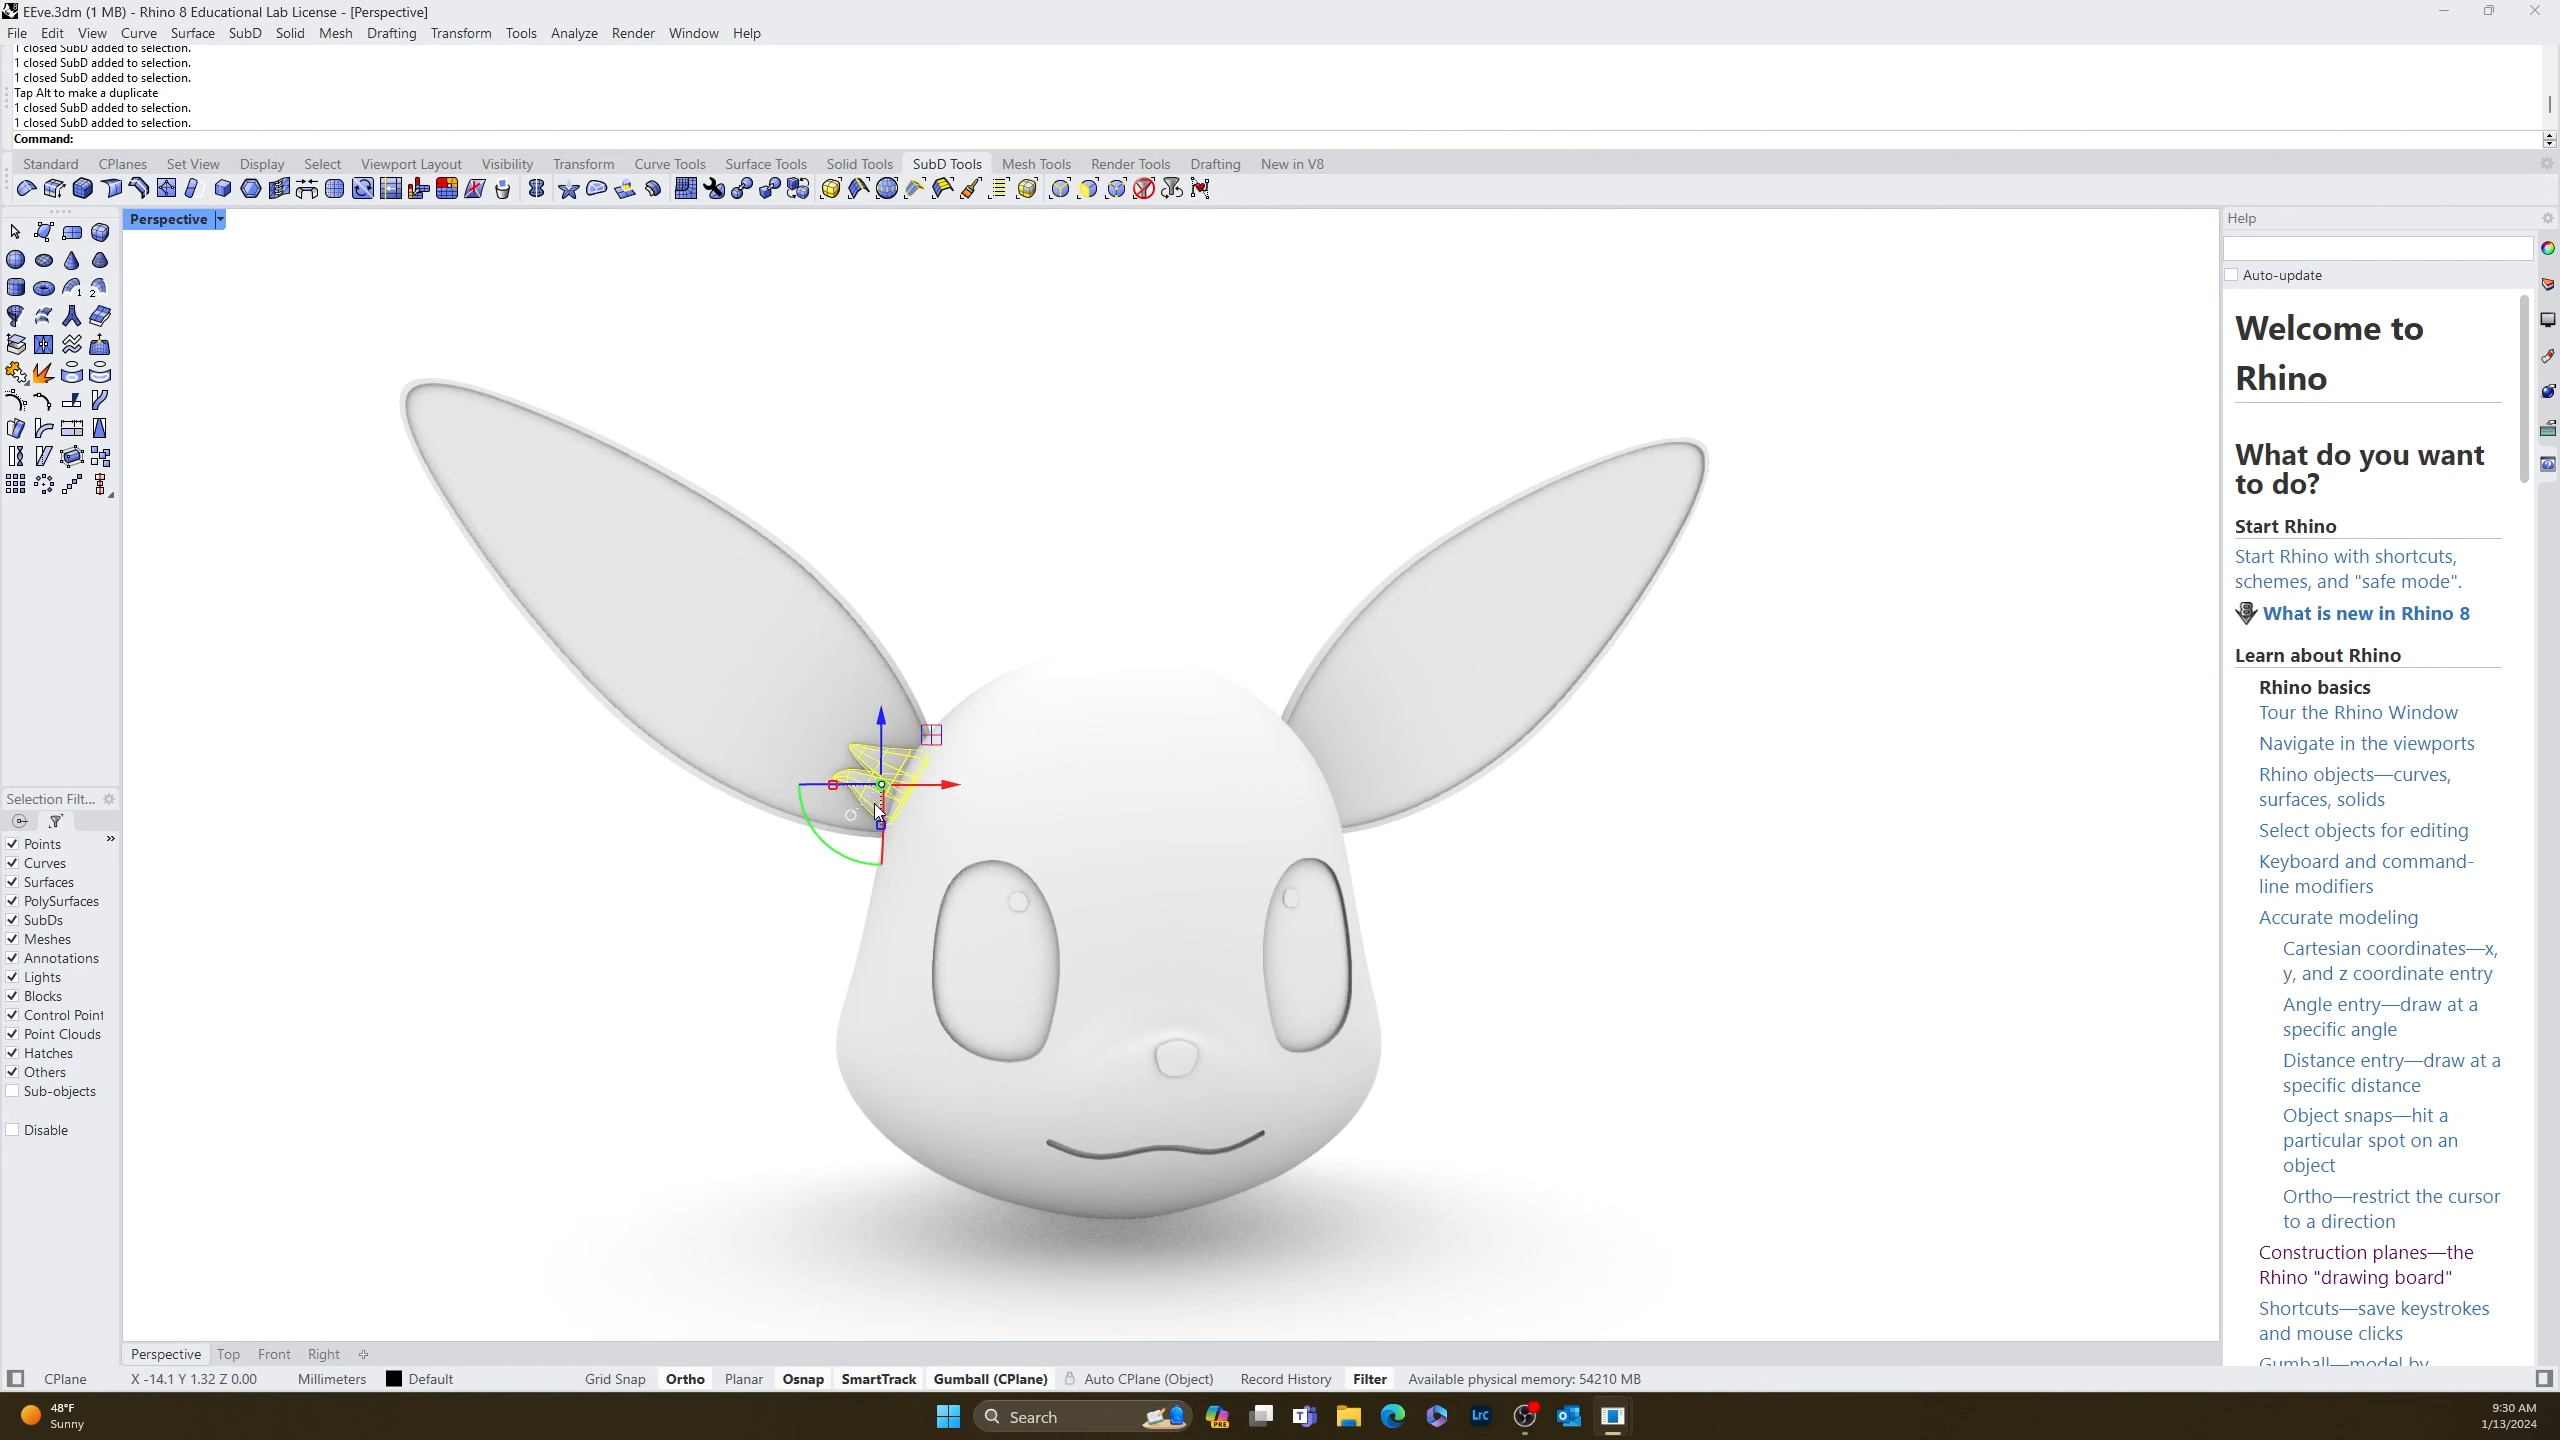 EEve.3dm (1 MB) - Rhino 8 Educational Lab License - [Perspective]
File Edit View Curve Surface SubD Solid Mesh Drafting Transform Tools Analyze Render Window Help
1 closed SubD added to selection.
1 closed SubD added to selection.
1 closed SubD added to selection.
Tap Alt to make a duplicate
1 closed SubD added to selection.
1 closed SubD added to selection.
Command:
Standard CPlanes Set View Display Select Viewport Layout Visibility Transform Curve Tools Surface Tools Solid Tools SubD Tools Mesh Tools Render Tools Drafting New in V8
Perspective
Help
Auto-update
Welcome to
Rhino
What do you want
to do?
Start Rhino
Start Rhino with shortcuts,
schemes, and "safe mode".
What is new in Rhino 8
Learn about Rhino
Rhino basics
Tour the Rhino Window
Navigate in the viewports
Rhino objects—curves,
surfaces, solids
Select objects for editing
Keyboard and command-
line modifiers
Accurate modeling
Cartesian coordinates—x,
y, and z coordinate entry
Angle entry—draw at a
specific angle
Distance entry—draw at a
specific distance
Object snaps—hit a
particular spot on an
object
Ortho—restrict the cursor
to a direction
Construction planes—the
Rhino "drawing board"
Shortcuts—save keystrokes
and mouse clicks
Gumball—model by
Selection Filt...
Points
Curves
Surfaces
PolySurfaces
SubDs
Meshes
Annotations
Lights
Blocks
Control Point
Point Clouds
Hatches
Others
Sub-objects
Disable
Perspective Top Front Right
CPlane X -14.1 Y 1.32 Z 0.00 Millimeters Default Grid Snap Ortho Planar Osnap SmartTrack Gumball (CPlane) Auto CPlane (Object) Record History Filter Available physical memory: 54210 MB
48°F
Sunny
Search
PRE
Lrc
9:30 AM
1/13/2024